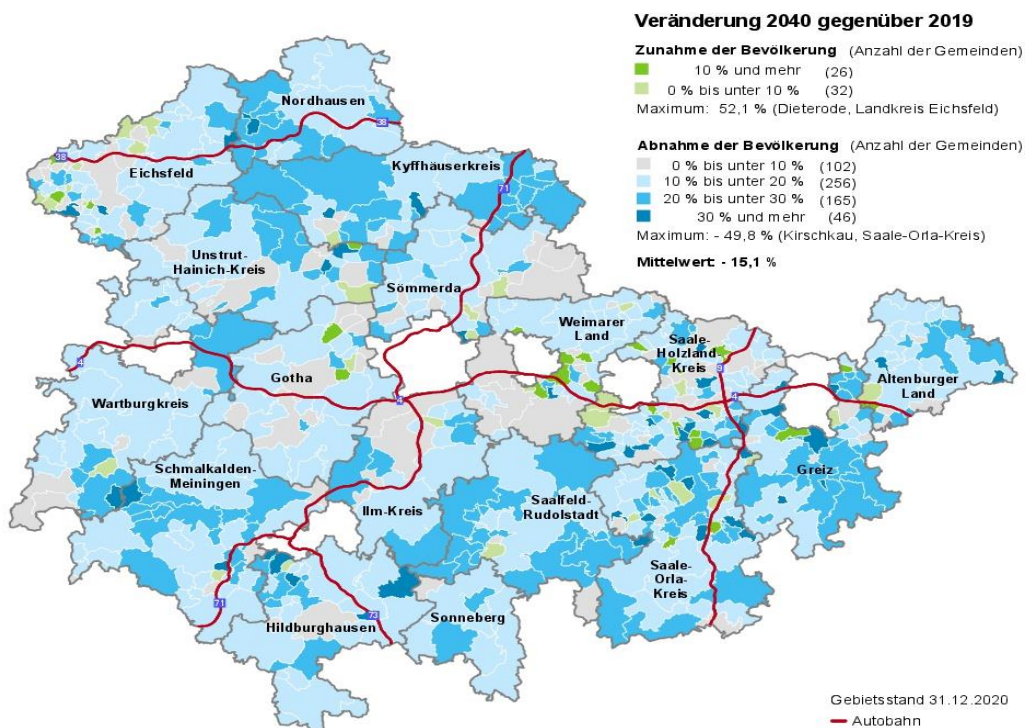 Veränderung 2040 gegenüber 2019
Zunahme der Bevölkerung (Anzahl der Gemeinden)
10 % und mehr (26)
0 % bis unter 10 % (32)
Maximum: 52,1 % (Dieterode, Landkreis Eichsfeld)
Abnahme der Bevölkerung (Anzahl der Gemeinden)
0 % bis unter 10 % (102)
10 % bis unter 20 % (256)
20 % bis unter 30 % (165)
30 % und mehr (46)
Maximum: - 49,8 % (Kirschkau, Saale-Orla-Kreis)
Mittelwert: - 15,1 %
Nordhausen
38
38
Eichsfeld
Kyffhäuserkreis
71
Unstrut-
Hainich-Kreis
Sömmerda
Weimarer
Land
Saale-
Holzland
Kreis
4
Gotha
9
4
4
Altenburger
Land
Wartburgkreis
Schmalkalden-
Meiningen
Ilm-Kreis
Saalfeld-
Rudolstadt
Greiz
Saale-
Orla-
Kreis
71
73
Hildburghausen
Sonneberg
Gebietsstand 31.12.2020
Autobahn